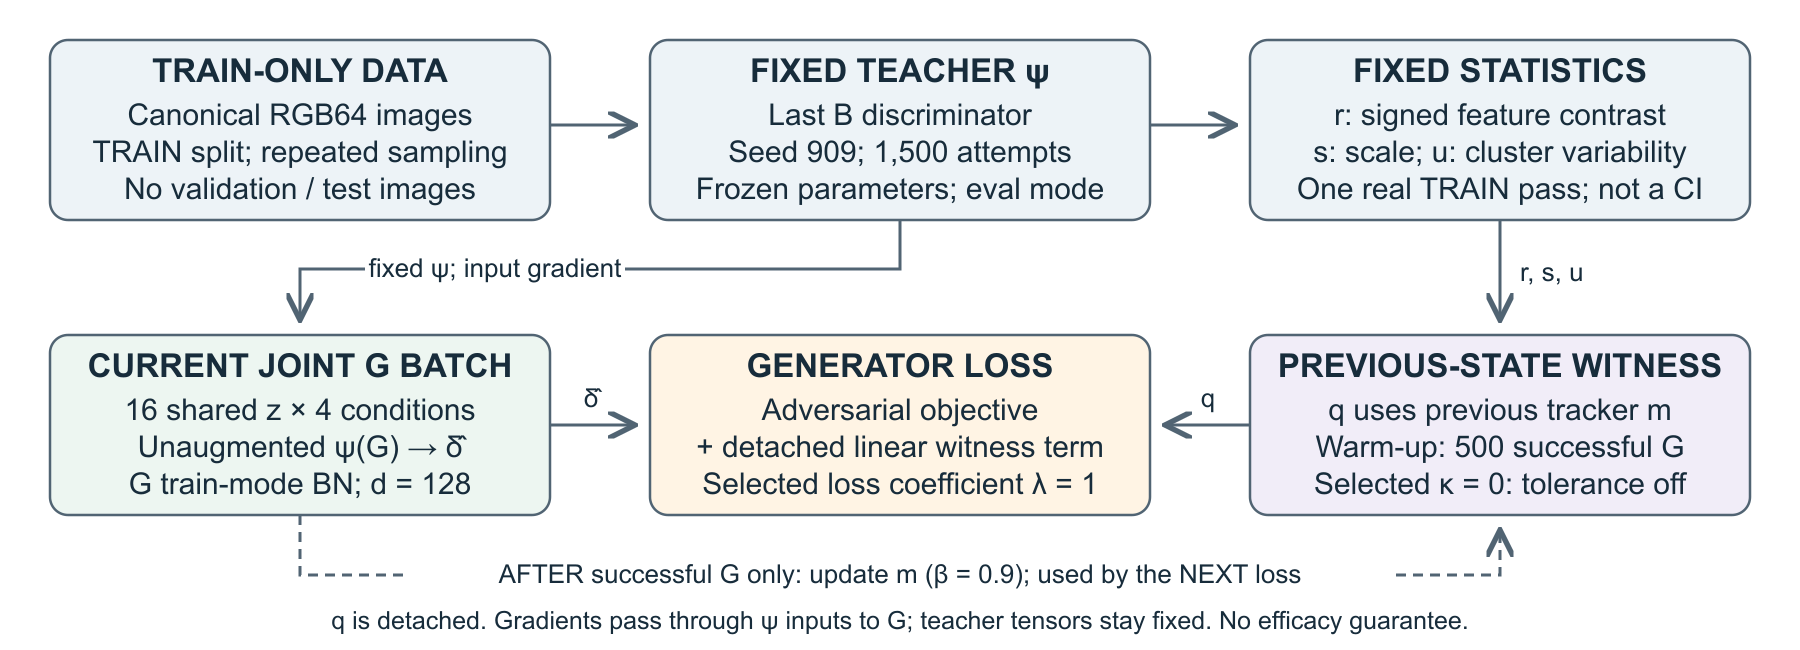 TRAIN-ONLY DATA
Canonical RGB64 images
TRAIN split; repeated sampling
No validation / test images
FIXED TEACHER ψ
Last B discriminator
Seed 909; 1,500 attempts
Frozen parameters; eval mode
FIXED STATISTICS
r: signed feature contrast
s: scale; u: cluster variability
One real TRAIN pass; not a CI
fixed ψ; input gradient
r, s, u
CURRENT JOINT G BATCH
16 shared z × 4 conditions
Unaugmented ψ(G) → δ̂
G train-mode BN; d = 128
δ̂
GENERATOR LOSS
Adversarial objective
+ detached linear witness term
Selected loss coefficient λ = 1
q
PREVIOUS-STATE WITNESS
q uses previous tracker m
Warm-up: 500 successful G
Selected κ = 0: tolerance off
AFTER successful G only: update m (β = 0.9); used by the NEXT loss
q is detached. Gradients pass through ψ inputs to G; teacher tensors stay fixed. No efficacy guarantee.